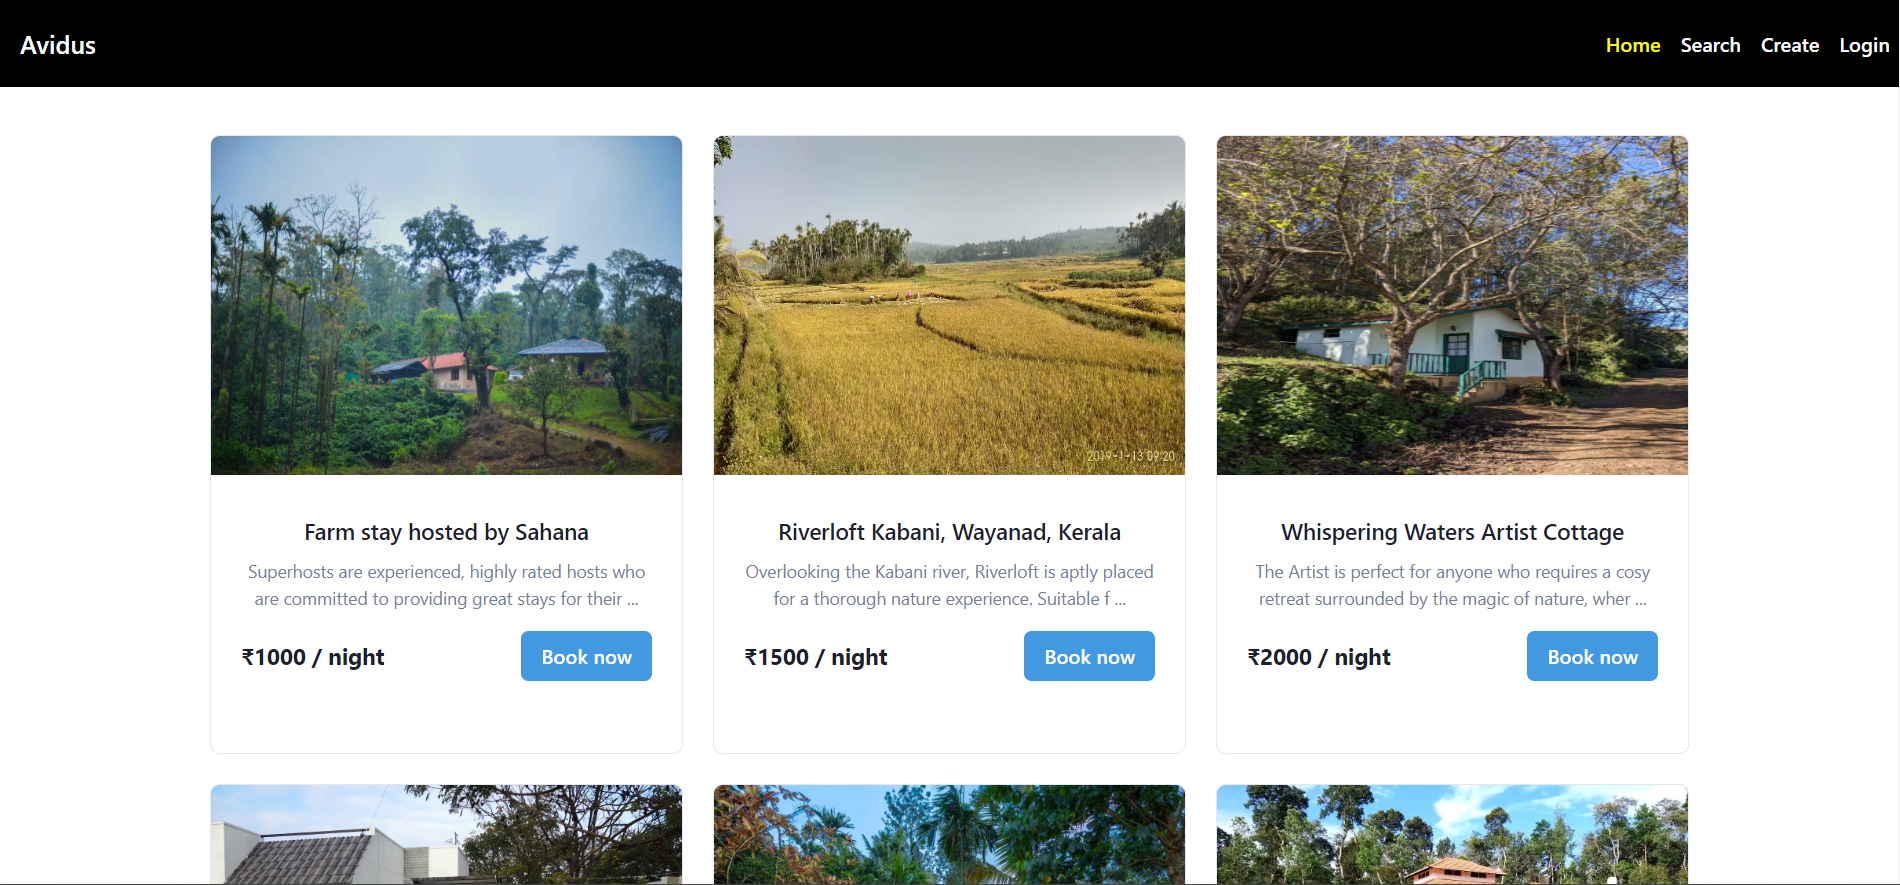 Avidus
Home Search Create Login
2019-1-13 09:20
Farm stay hosted by Sahana
Superhosts are experienced, highly rated hosts who
are committed to providing great stays for their ...
₹1000 / night
Book now
Riverloft Kabani, Wayanad, Kerala
Overlooking the Kabani river, Riverloft is aptly placed
for a thorough nature experience. Suitable f ...
₹1500 / night
Book now
Whispering Waters Artist Cottage
The Artist is perfect for anyone who requires a cosy
retreat surrounded by the magic of nature, wher ...
₹2000 / night
Book now